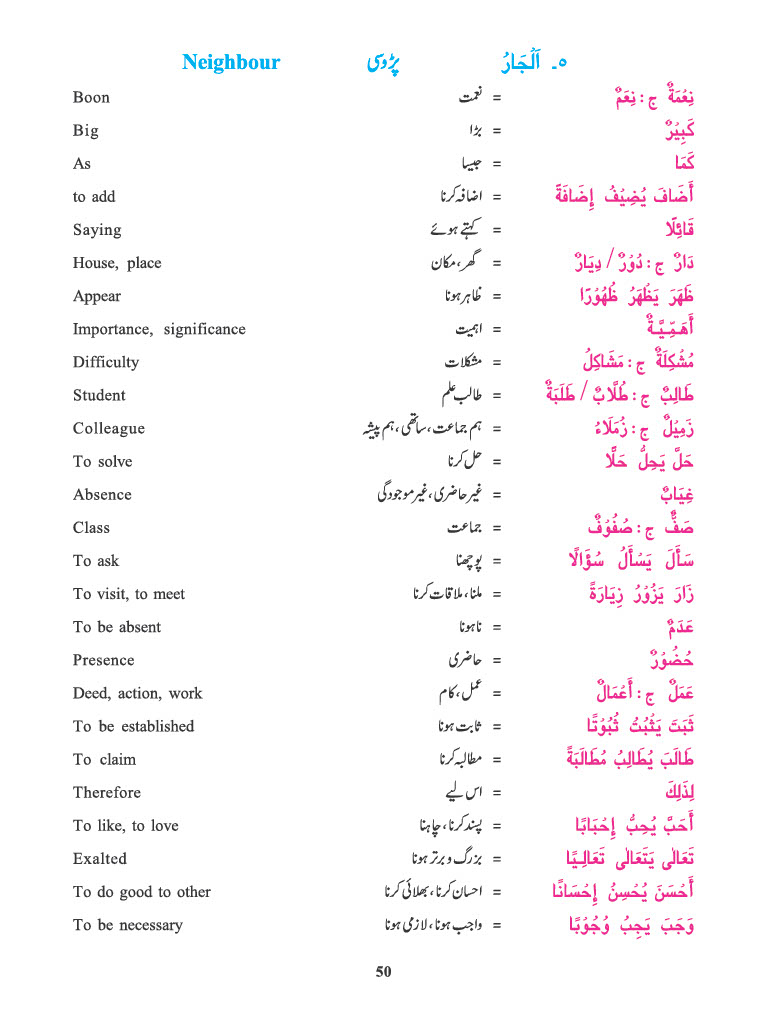 Neighbour پڑوسی ٥۔ اَلْجَارُ
Boon نعمت = نِعْمَةٌ ج : نِعَمٌ
Big بڑا = كَبِيْرٌ
As جیسا = كَمَا
to add اضافہ کرنا = أَضَافَ يُضِيْفُ إِضَافَةً
Saying کہتے ہوئے = قَائِلًا
House, place گھر، مکان = دَارٌ ج : دُوْرٌ / دِيَارٌ
Appear ظاہر ہونا = ظَهَرَ يَظْهَرُ ظُهُوْرًا
Importance, significance اہمیت = أَهَمِّيَّةٌ
Difficulty مشکلات = مُشْكِلَةٌ ج : مَشَاكِلُ
Student طالب علم = طَالِبٌ ج : طُلَّابٌ / طَلَبَةٌ
Colleague ہم جماعت، ساتھی، ہم پیشہ = زَمِيْلٌ ج : زُمَلَاءُ
To solve حل کرنا = حَلَّ يَحِلُّ حَلًّا
Absence غیر حاضری، غیر موجودگی = غِيَابٌ
Class جماعت = صَفٌّ ج : صُفُوْفٌ
To ask پوچھنا = سَأَلَ يَسْأَلُ سُؤَالًا
To visit, to meet ملنا، ملاقات کرنا = زَارَ يَزُوْرُ زِيَارَةً
To be absent نا ہونا = عَدَمٌ
Presence حاضری = حُضُوْرٌ
Deed, action, work عمل، کام = عَمَلٌ ج : أَعْمَالٌ
To be established ثابت ہونا = ثَبَتَ يَثْبُتُ ثُبُوْتًا
To claim مطالبہ کرنا = طَالَبَ يُطَالِبُ مُطَالَبَةً
Therefore اس لیے = لِذٰلِكَ
To like, to love پسند کرنا، چاہنا = أَحَبَّ يُحِبُّ إِحْبَابًا
Exalted بزرگ و برتر ہونا = تَعَالٰى يَتَعَالٰى تَعَالِيًا
To do good to other احسان کرنا، بھلائی کرنا = أَحْسَنَ يُحْسِنُ إِحْسَانًا
To be necessary واجب ہونا، لازمی ہونا = وَجَبَ يَجِبُ وُجُوْبًا
50